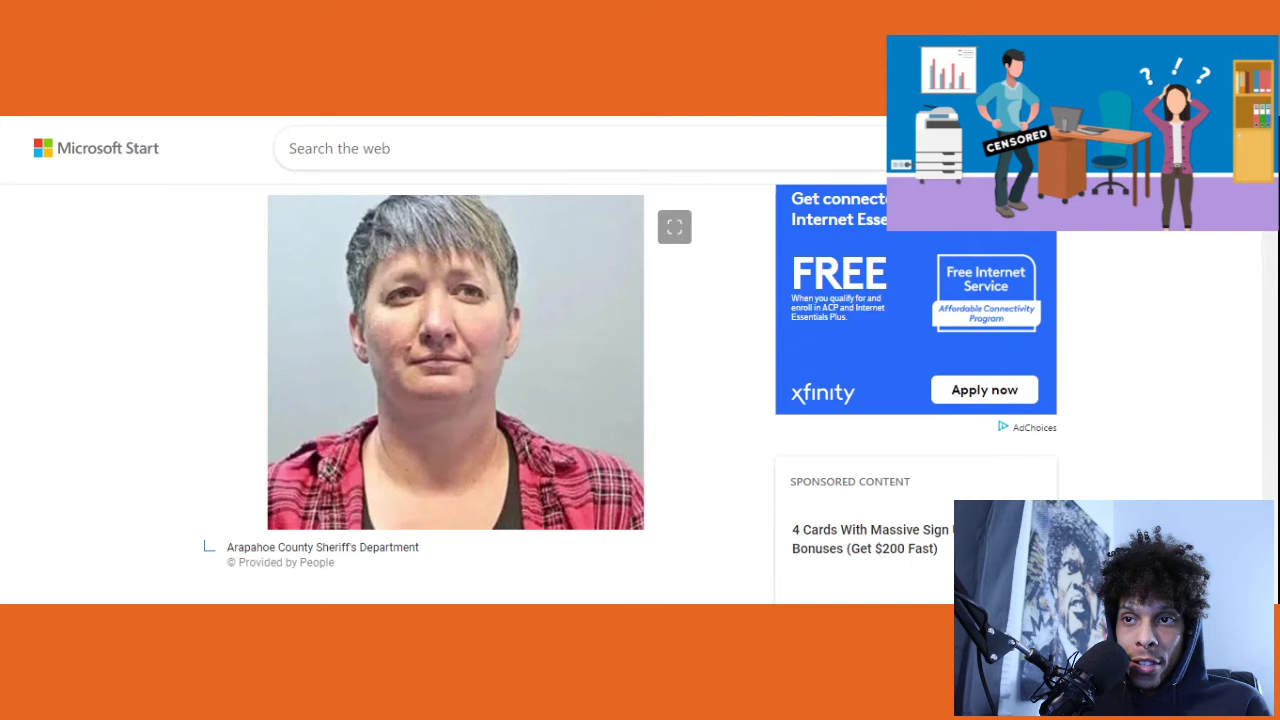 Microsoft Start
Search the web
CENSORED
? ! ?
Get connecte
Internet Esse
FREE
When you qualify for and
enroll in ACP and Internet
Essentials Plus.
Free Internet
Service
Affordable Connectivity
Program
xfinity
Apply now
AdChoices
Arapahoe County Sheriff's Department
© Provided by People
SPONSORED CONTENT
4 Cards With Massive Sign
Bonuses (Get $200 Fast)